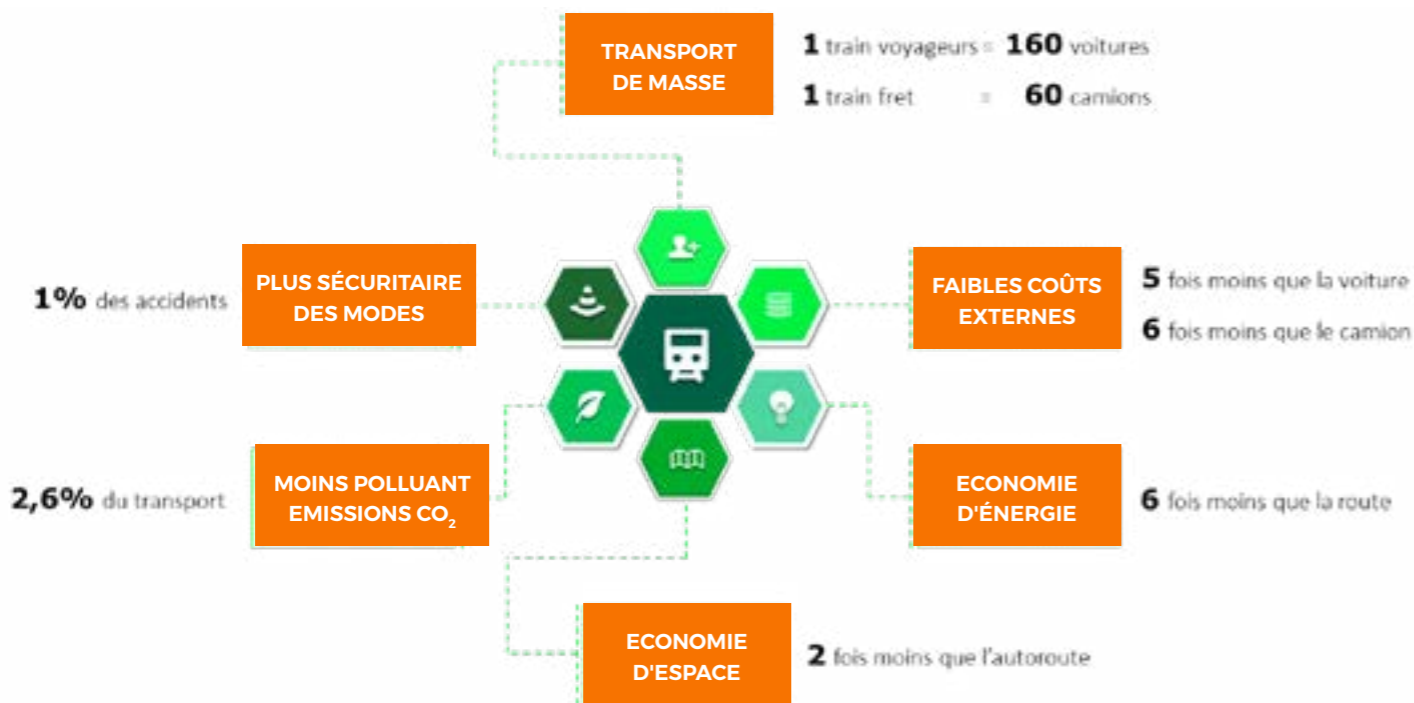 TRANSPORT
DE MASSE
1 train voyageurs = 160 voitures
1 train fret = 60 camions
PLUS SÉCURITAIRE
DES MODES
1% des accidents
FAIBLES COÛTS
EXTERNES
5 fois moins que la voiture
6 fois moins que le camion
MOINS POLLUANT
EMISSIONS CO₂
2,6% du transport
ECONOMIE
D'ÉNERGIE
6 fois moins que la route
ECONOMIE
D'ESPACE
2 fois moins que l'autoroute